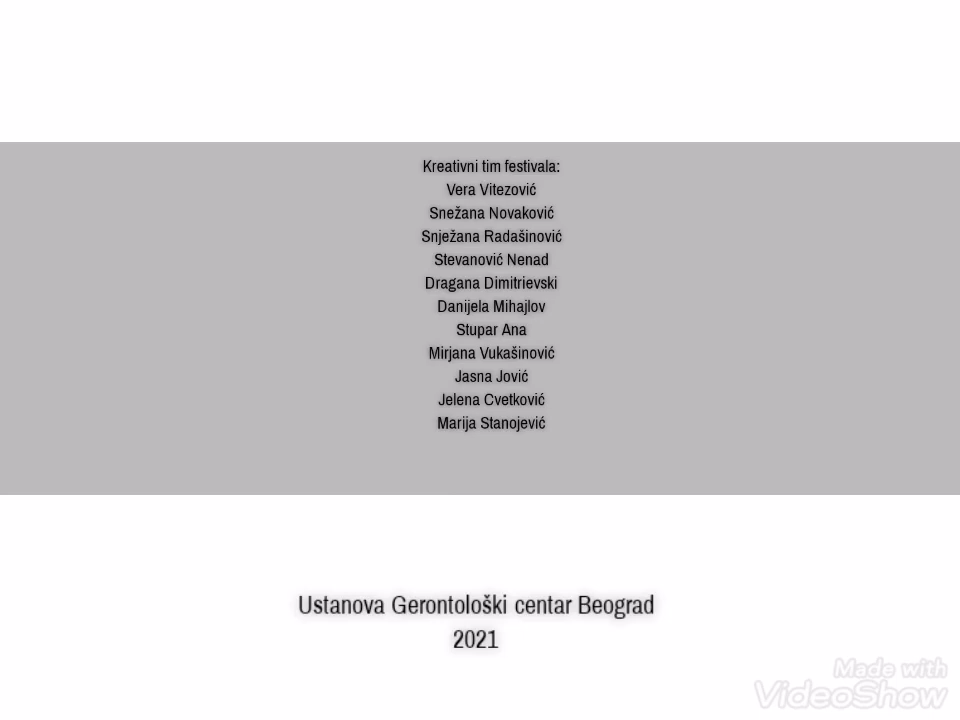 Kreativni tim festivala:
Vera Vitezović
Snežana Novaković
Snježana Radašinović
Stevanović Nenad
Dragana Dimitrievski
Danijela Mihajlov
Stupar Ana
Mirjana Vukašinović
Jasna Jović
Jelena Cvetković
Marija Stanojević
Ustanova Gerontološki centar Beograd
2021
Made with
VideoShow